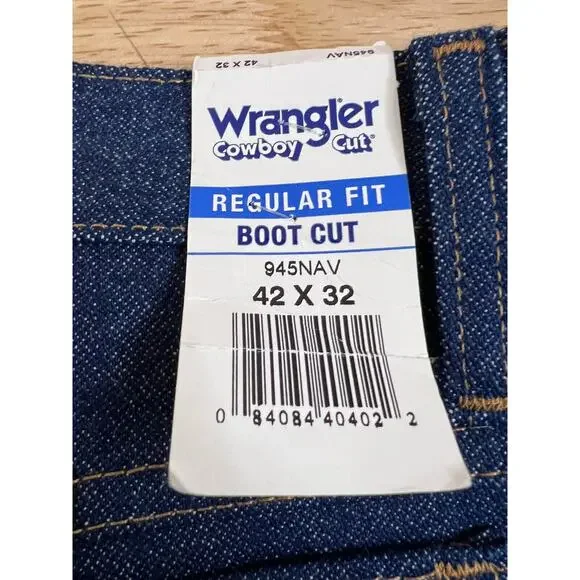 42 X 32 945NAV
Wrangler
Cowboy Cut®
REGULAR FIT
BOOT CUT
945NAV
42 X 32
0 84084 40402 2